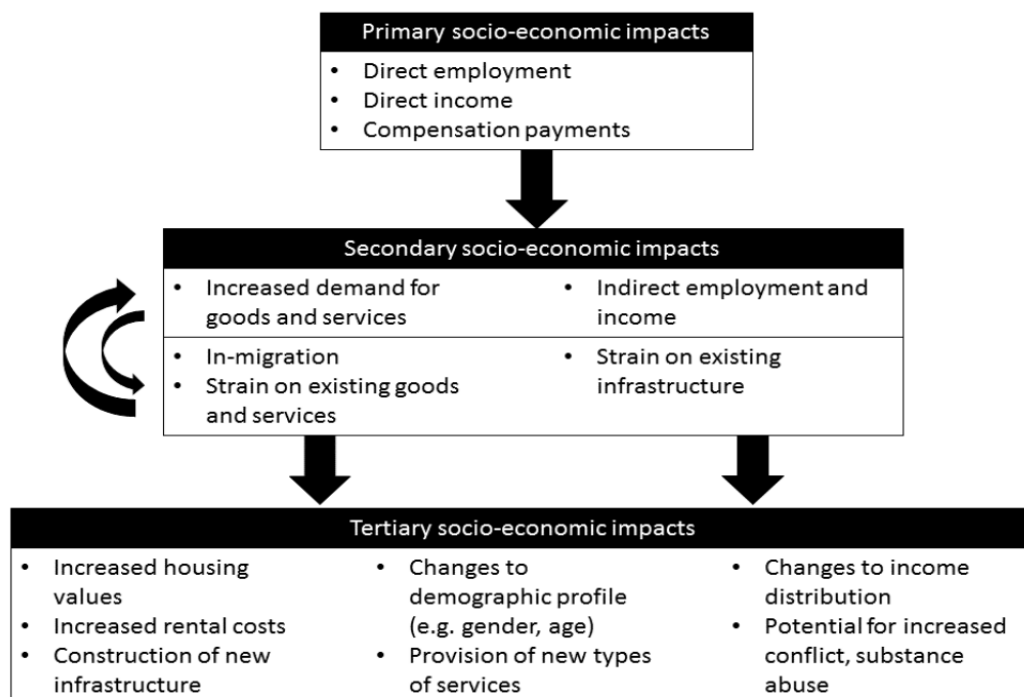 Primary socio-economic impacts
• Direct employment
• Direct income
• Compensation payments
Secondary socio-economic impacts
• Increased demand for
goods and services
• Indirect employment and
income
• In-migration
• Strain on existing goods
and services
• Strain on existing
infrastructure
Tertiary socio-economic impacts
• Increased housing
values
• Increased rental costs
• Construction of new
infrastructure
• Changes to
demographic profile
(e.g. gender, age)
• Provision of new types
of services
• Changes to income
distribution
• Potential for increased
conflict, substance
abuse